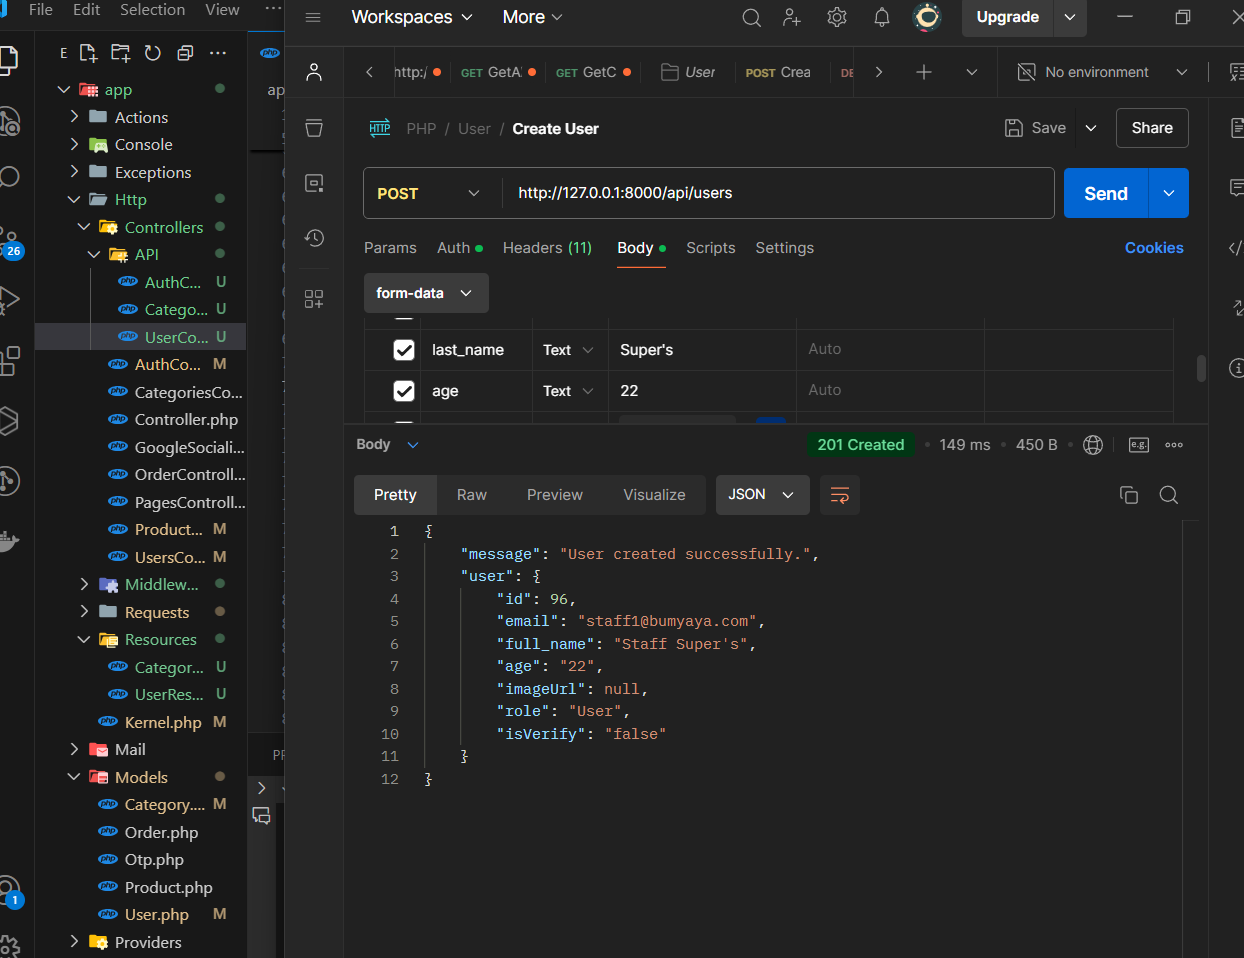 File Edit Selection View ...
E
app
Actions
Console
Exceptions
Http
Controllers
API
AuthC... U
Catego... U
UserCo... U
AuthCo... M
CategoriesCo...
Controller.php
GoogleSociali...
OrderControll...
PagesControll...
Product... M
UsersCo... M
Middlew...
Requests
Resources
Categor... U
UserRes... U
Kernel.php M
Mail
Models
Category.... M
Order.php
Otp.php
Product.php
User.php M
Providers
26
1
php
ap
PF
Workspaces More Upgrade
http:/ GET GetA GET GetC User POST Crea DE No environment
HTTP PHP / User / Create User Save Share
POST http://127.0.0.1:8000/api/users Send
Params Auth Headers (11) Body Scripts Settings Cookies
form-data
last_name Text Super's Auto
age Text 22 Auto
Body 201 Created 149 ms 450 B e.g.
Pretty Raw Preview Visualize JSON
1 {
2 "message": "User created successfully.",
3 "user": {
4 "id": 96,
5 "email": "staff1@bumyaya.com",
6 "full_name": "Staff Super's",
7 "age": "22",
8 "imageUrl": null,
9 "role": "User",
10 "isVerify": "false"
11 }
12 }